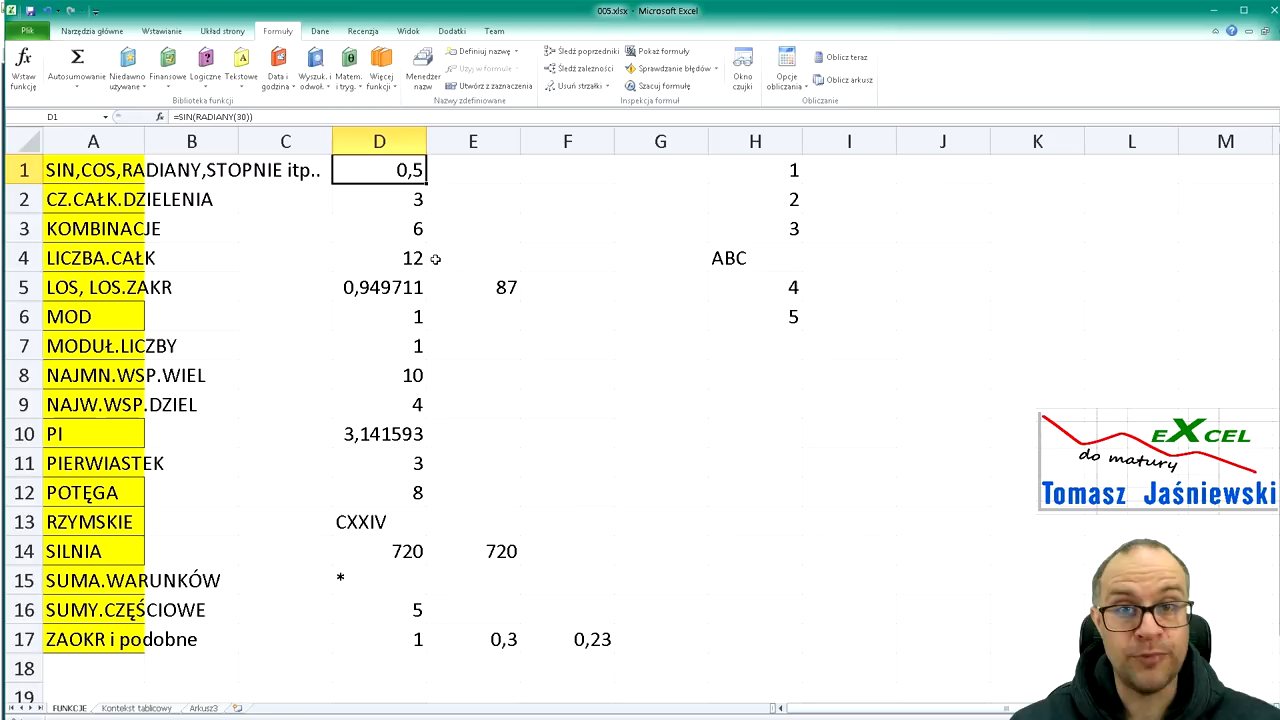 005.xlsx - Microsoft Excel
Plik Narzędzia główne Wstawianie Układ strony Formuły Dane Recenzja Widok Dodatki Team
fx Wstaw funkcję
Σ Autosumowanie
Niedawno używane
Finansowe
Logiczne
Tekstowe
Data i godzina
Wyszuk. i odwoł.
Matem. i tryg.
Więcej funkcji
Biblioteka funkcji
Menedżer nazw
Definiuj nazwę
Użyj w formule
Utwórz z zaznaczenia
Nazwy zdefiniowane
Śledź poprzedniki
Śledź zależności
Usuń strzałki
Pokaż formuły
Sprawdzanie błędów
Szacuj formułę
Inspekcja formuł
Okno czujki
Opcje obliczania
Oblicz teraz
Oblicz arkusz
Obliczanie
D1 fx =SIN(RADIANY(30))
A B C D E F G H I J K L M
1 SIN,COS,RADIANY,STOPNIE itp.. 0,5 1
2 CZ.CAŁK.DZIELENIA 3 2
3 KOMBINACJE 6 3
4 LICZBA.CAŁK 12 ABC
5 LOS, LOS.ZAKR 0,949711 87 4
6 MOD 1 5
7 MODUŁ.LICZBY 1
8 NAJMN.WSP.WIEL 10
9 NAJW.WSP.DZIEL 4
10 PI 3,141593
11 PIERWIASTEK 3
12 POTĘGA 8
13 RZYMSKIE CXXIV
14 SILNIA 720 720
15 SUMA.WARUNKÓW *
16 SUMY.CZĘŚCIOWE 5
17 ZAOKR i podobne 1 0,3 0,23
18
19
EXCEL
do matury
Tomasz Jaśniewski
FUNKCJE Kontekst tablicowy Arkusz3